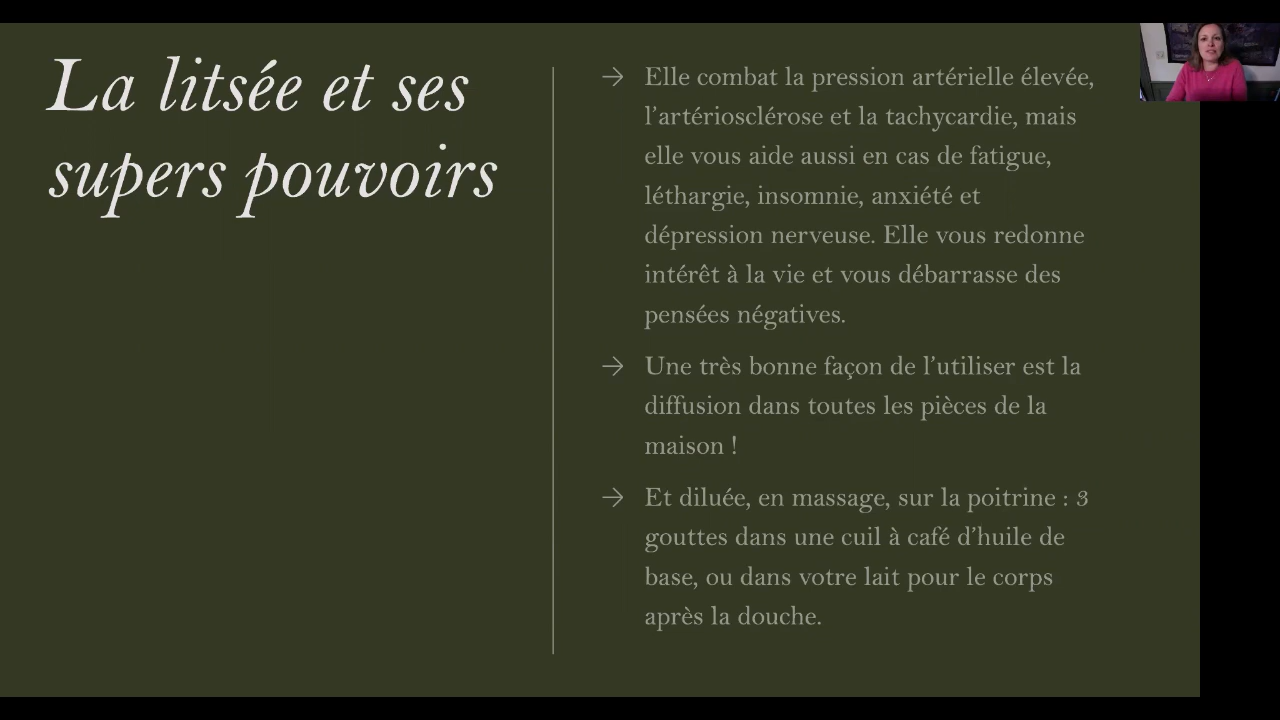 La litsée et ses
supers pouvoirs
→ Elle combat la pression artérielle élevée,
l’artériosclérose et la tachycardie, mais
elle vous aide aussi en cas de fatigue,
léthargie, insomnie, anxiété et
dépression nerveuse. Elle vous redonne
intérêt à la vie et vous débarrasse des
pensées négatives.
→ Une très bonne façon de l’utiliser est la
diffusion dans toutes les pièces de la
maison !
→ Et diluée, en massage, sur la poitrine : 3
gouttes dans une cuil à café d’huile de
base, ou dans votre lait pour le corps
après la douche.